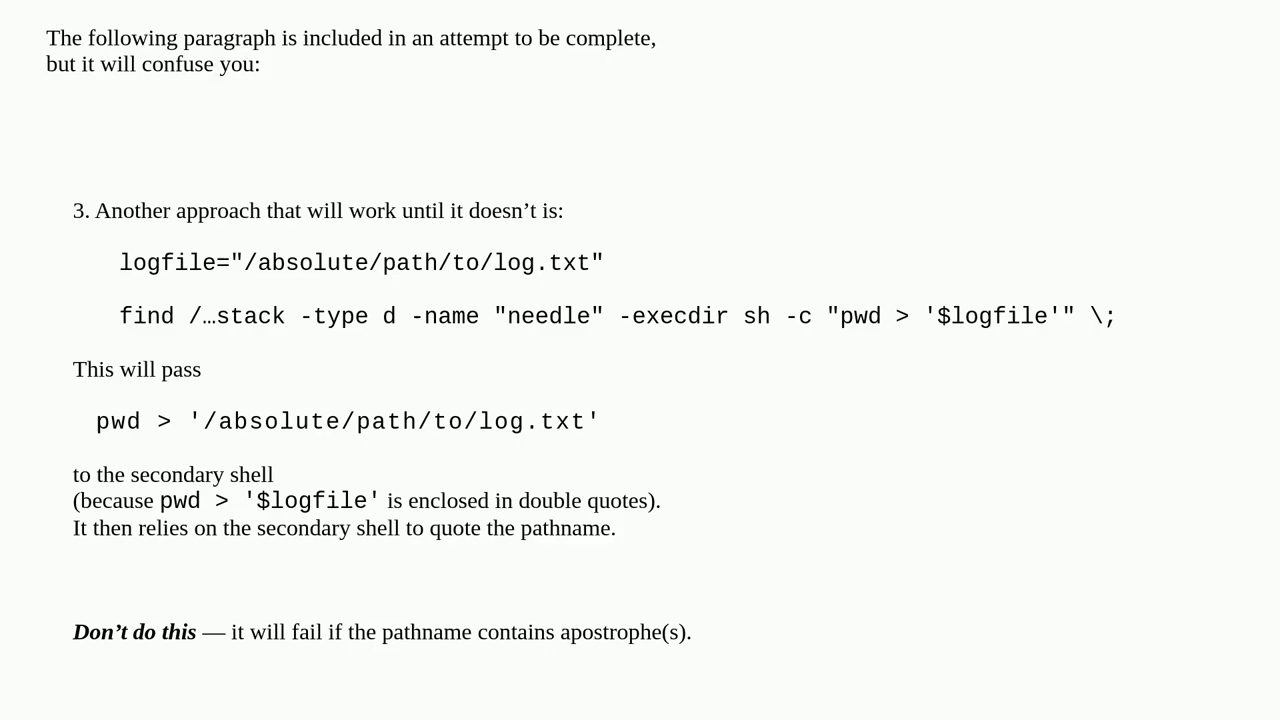 The following paragraph is included in an attempt to be complete,
but it will confuse you:
3. Another approach that will work until it doesn’t is:
logfile="/absolute/path/to/log.txt"
find /…stack -type d -name "needle" -execdir sh -c "pwd > '$logfile'" \;
This will pass
pwd > '/absolute/path/to/log.txt'
to the secondary shell
(because pwd > '$logfile' is enclosed in double quotes).
It then relies on the secondary shell to quote the pathname.
Don’t do this — it will fail if the pathname contains apostrophe(s).